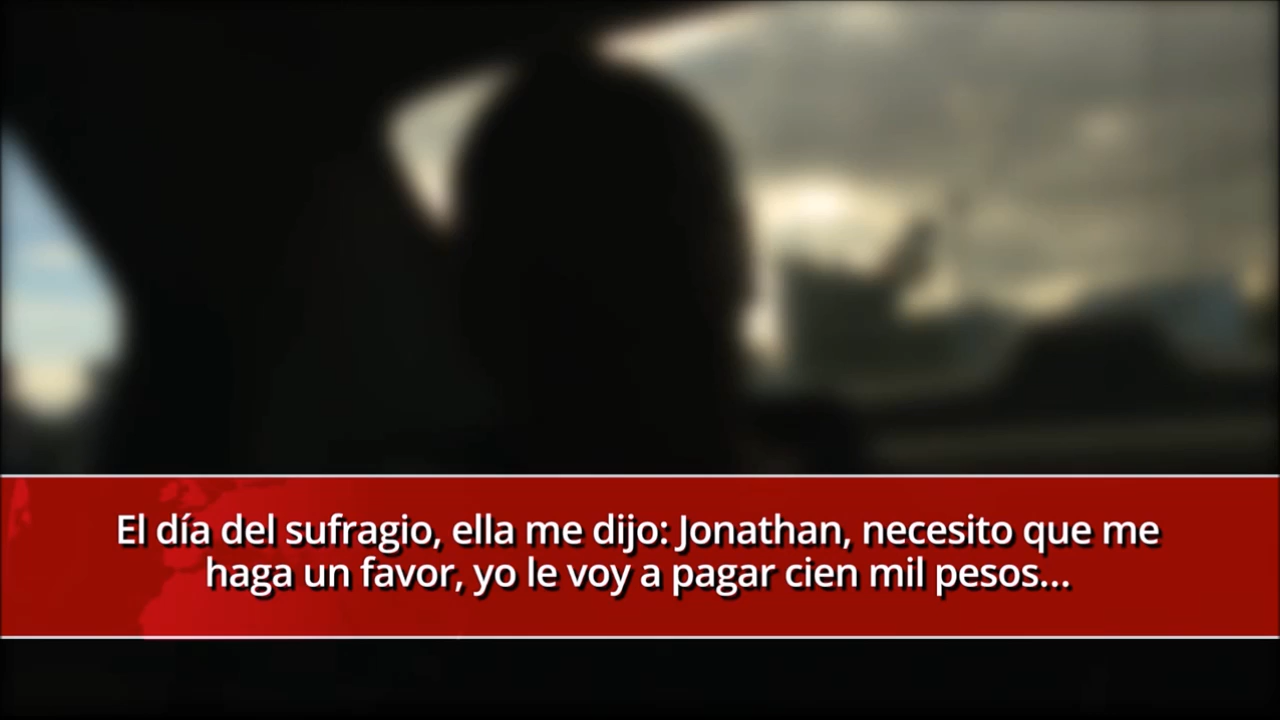 El día del sufragio, ella me dijo: Jonathan, necesito que me
haga un favor, yo le voy a pagar cien mil pesos...